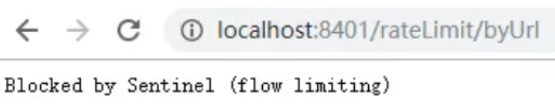 localhost:8401/rateLimit/byUrl
Blocked by Sentinel (flow limiting)